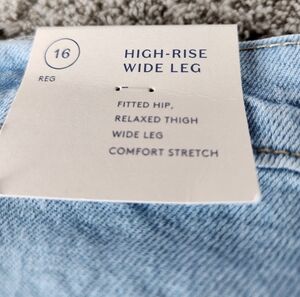 16
REG
HIGH-RISE
WIDE LEG
FITTED HIP,
RELAXED THIGH
WIDE LEG
COMFORT STRETCH